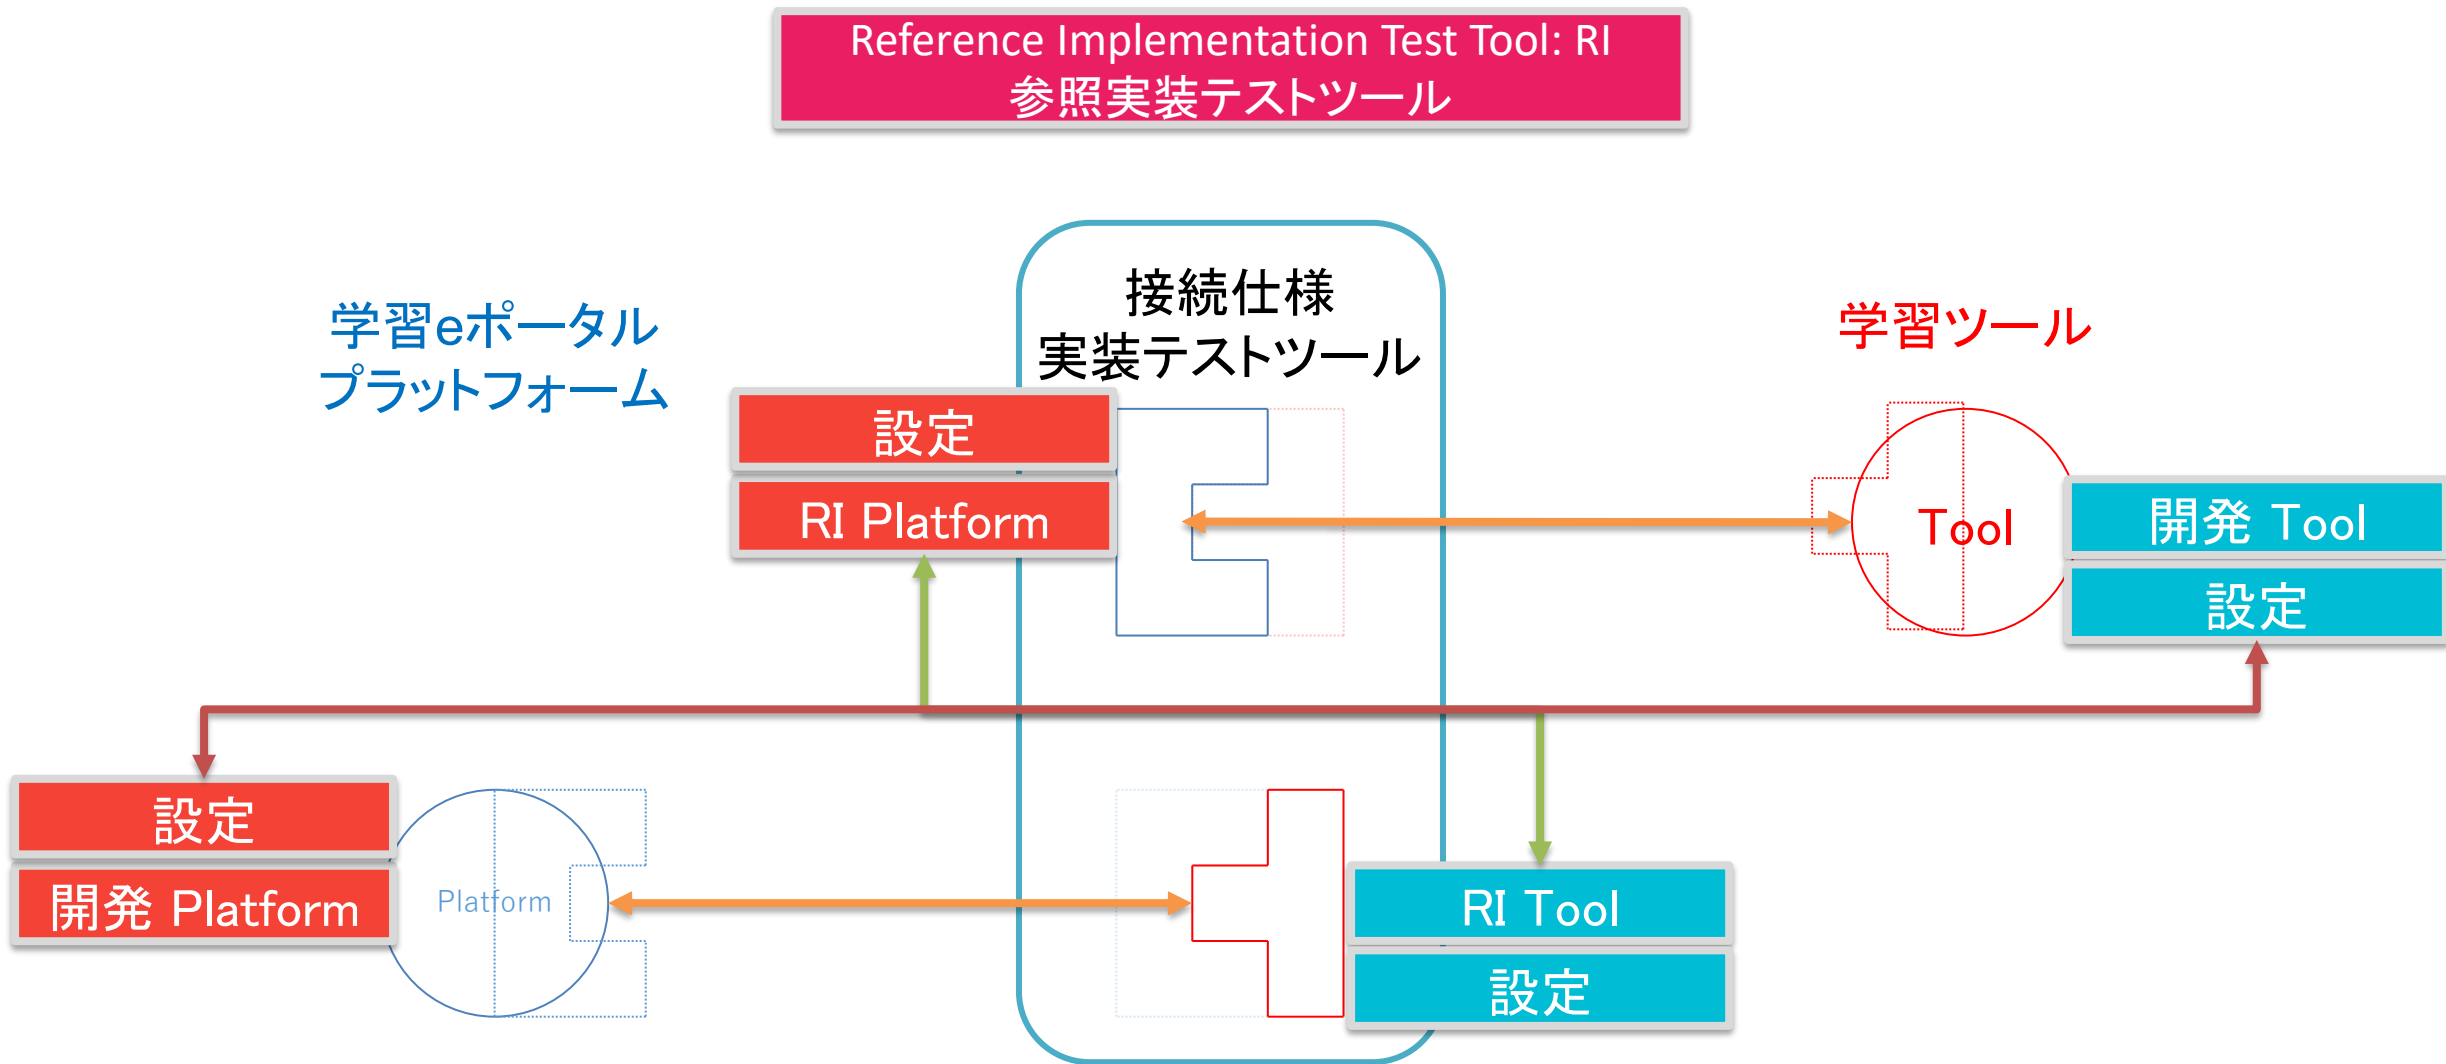 Reference Implementation Test Tool: RI
参照実装テストツール
接続仕様
実装テストツール
学習eポータル
プラットフォーム
学習ツール
設定
RI Platform
Tool
開発 Tool
設定
設定
開発 Platform
Platform
RI Tool
設定